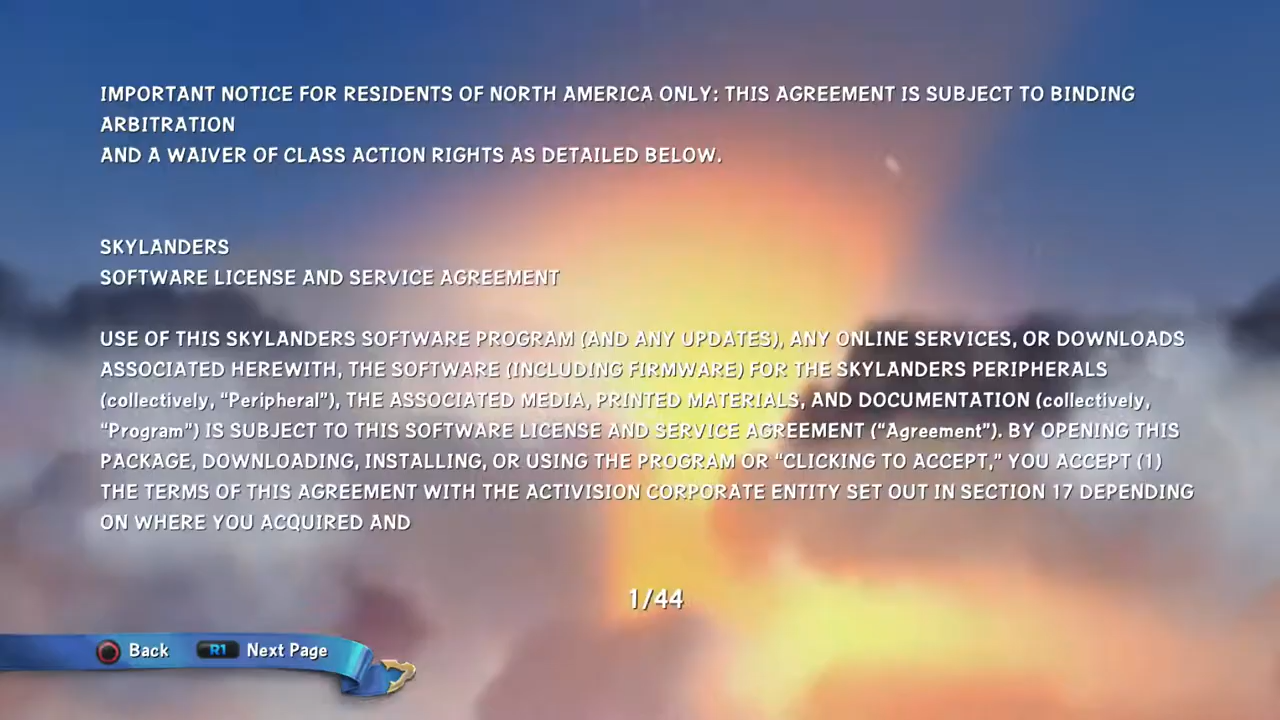 IMPORTANT NOTICE FOR RESIDENTS OF NORTH AMERICA ONLY: THIS AGREEMENT IS SUBJECT TO BINDING
ARBITRATION
AND A WAIVER OF CLASS ACTION RIGHTS AS DETAILED BELOW.
SKYLANDERS
SOFTWARE LICENSE AND SERVICE AGREEMENT
USE OF THIS SKYLANDERS SOFTWARE PROGRAM (AND ANY UPDATES), ANY ONLINE SERVICES, OR DOWNLOADS
ASSOCIATED HEREWITH, THE SOFTWARE (INCLUDING FIRMWARE) FOR THE SKYLANDERS PERIPHERALS
(collectively, “Peripheral”), THE ASSOCIATED MEDIA, PRINTED MATERIALS, AND DOCUMENTATION (collectively,
“Program”) IS SUBJECT TO THIS SOFTWARE LICENSE AND SERVICE AGREEMENT (“Agreement”). BY OPENING THIS
PACKAGE, DOWNLOADING, INSTALLING, OR USING THE PROGRAM OR “CLICKING TO ACCEPT,” YOU ACCEPT (1)
THE TERMS OF THIS AGREEMENT WITH THE ACTIVISION CORPORATE ENTITY SET OUT IN SECTION 17 DEPENDING
ON WHERE YOU ACQUIRED AND
1/44
Back R1 Next Page